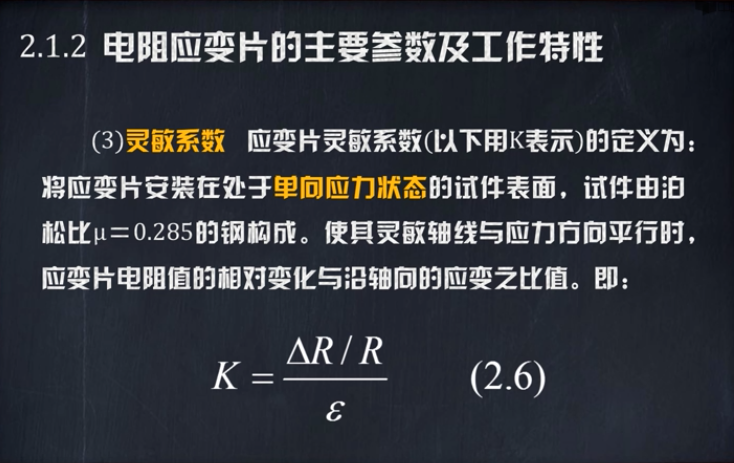 2.1.2 电阻应变片的主要参数及工作特性
(3)灵敏系数 应变片灵敏系数(以下用K表示)的定义为：
将应变片安装在处于单向应力状态的试件表面，试件由泊
松比μ＝0.285的钢构成。使其灵敏轴线与应力方向平行时，
应变片电阻值的相对变化与沿轴向的应变之比值。即：
K = ΔR / R / ε (2.6)